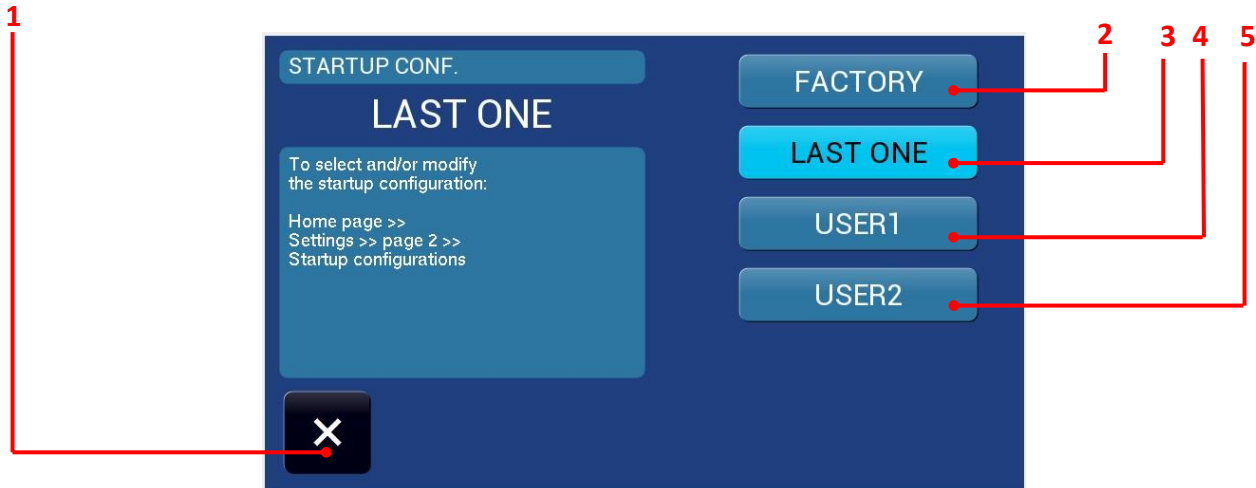 1
2 3 4 5
STARTUP CONF.
LAST ONE
To select and/or modify
the startup configuration:
Home page >>
Settings >> page 2 >>
Startup configurations
FACTORY
LAST ONE
USER1
USER2